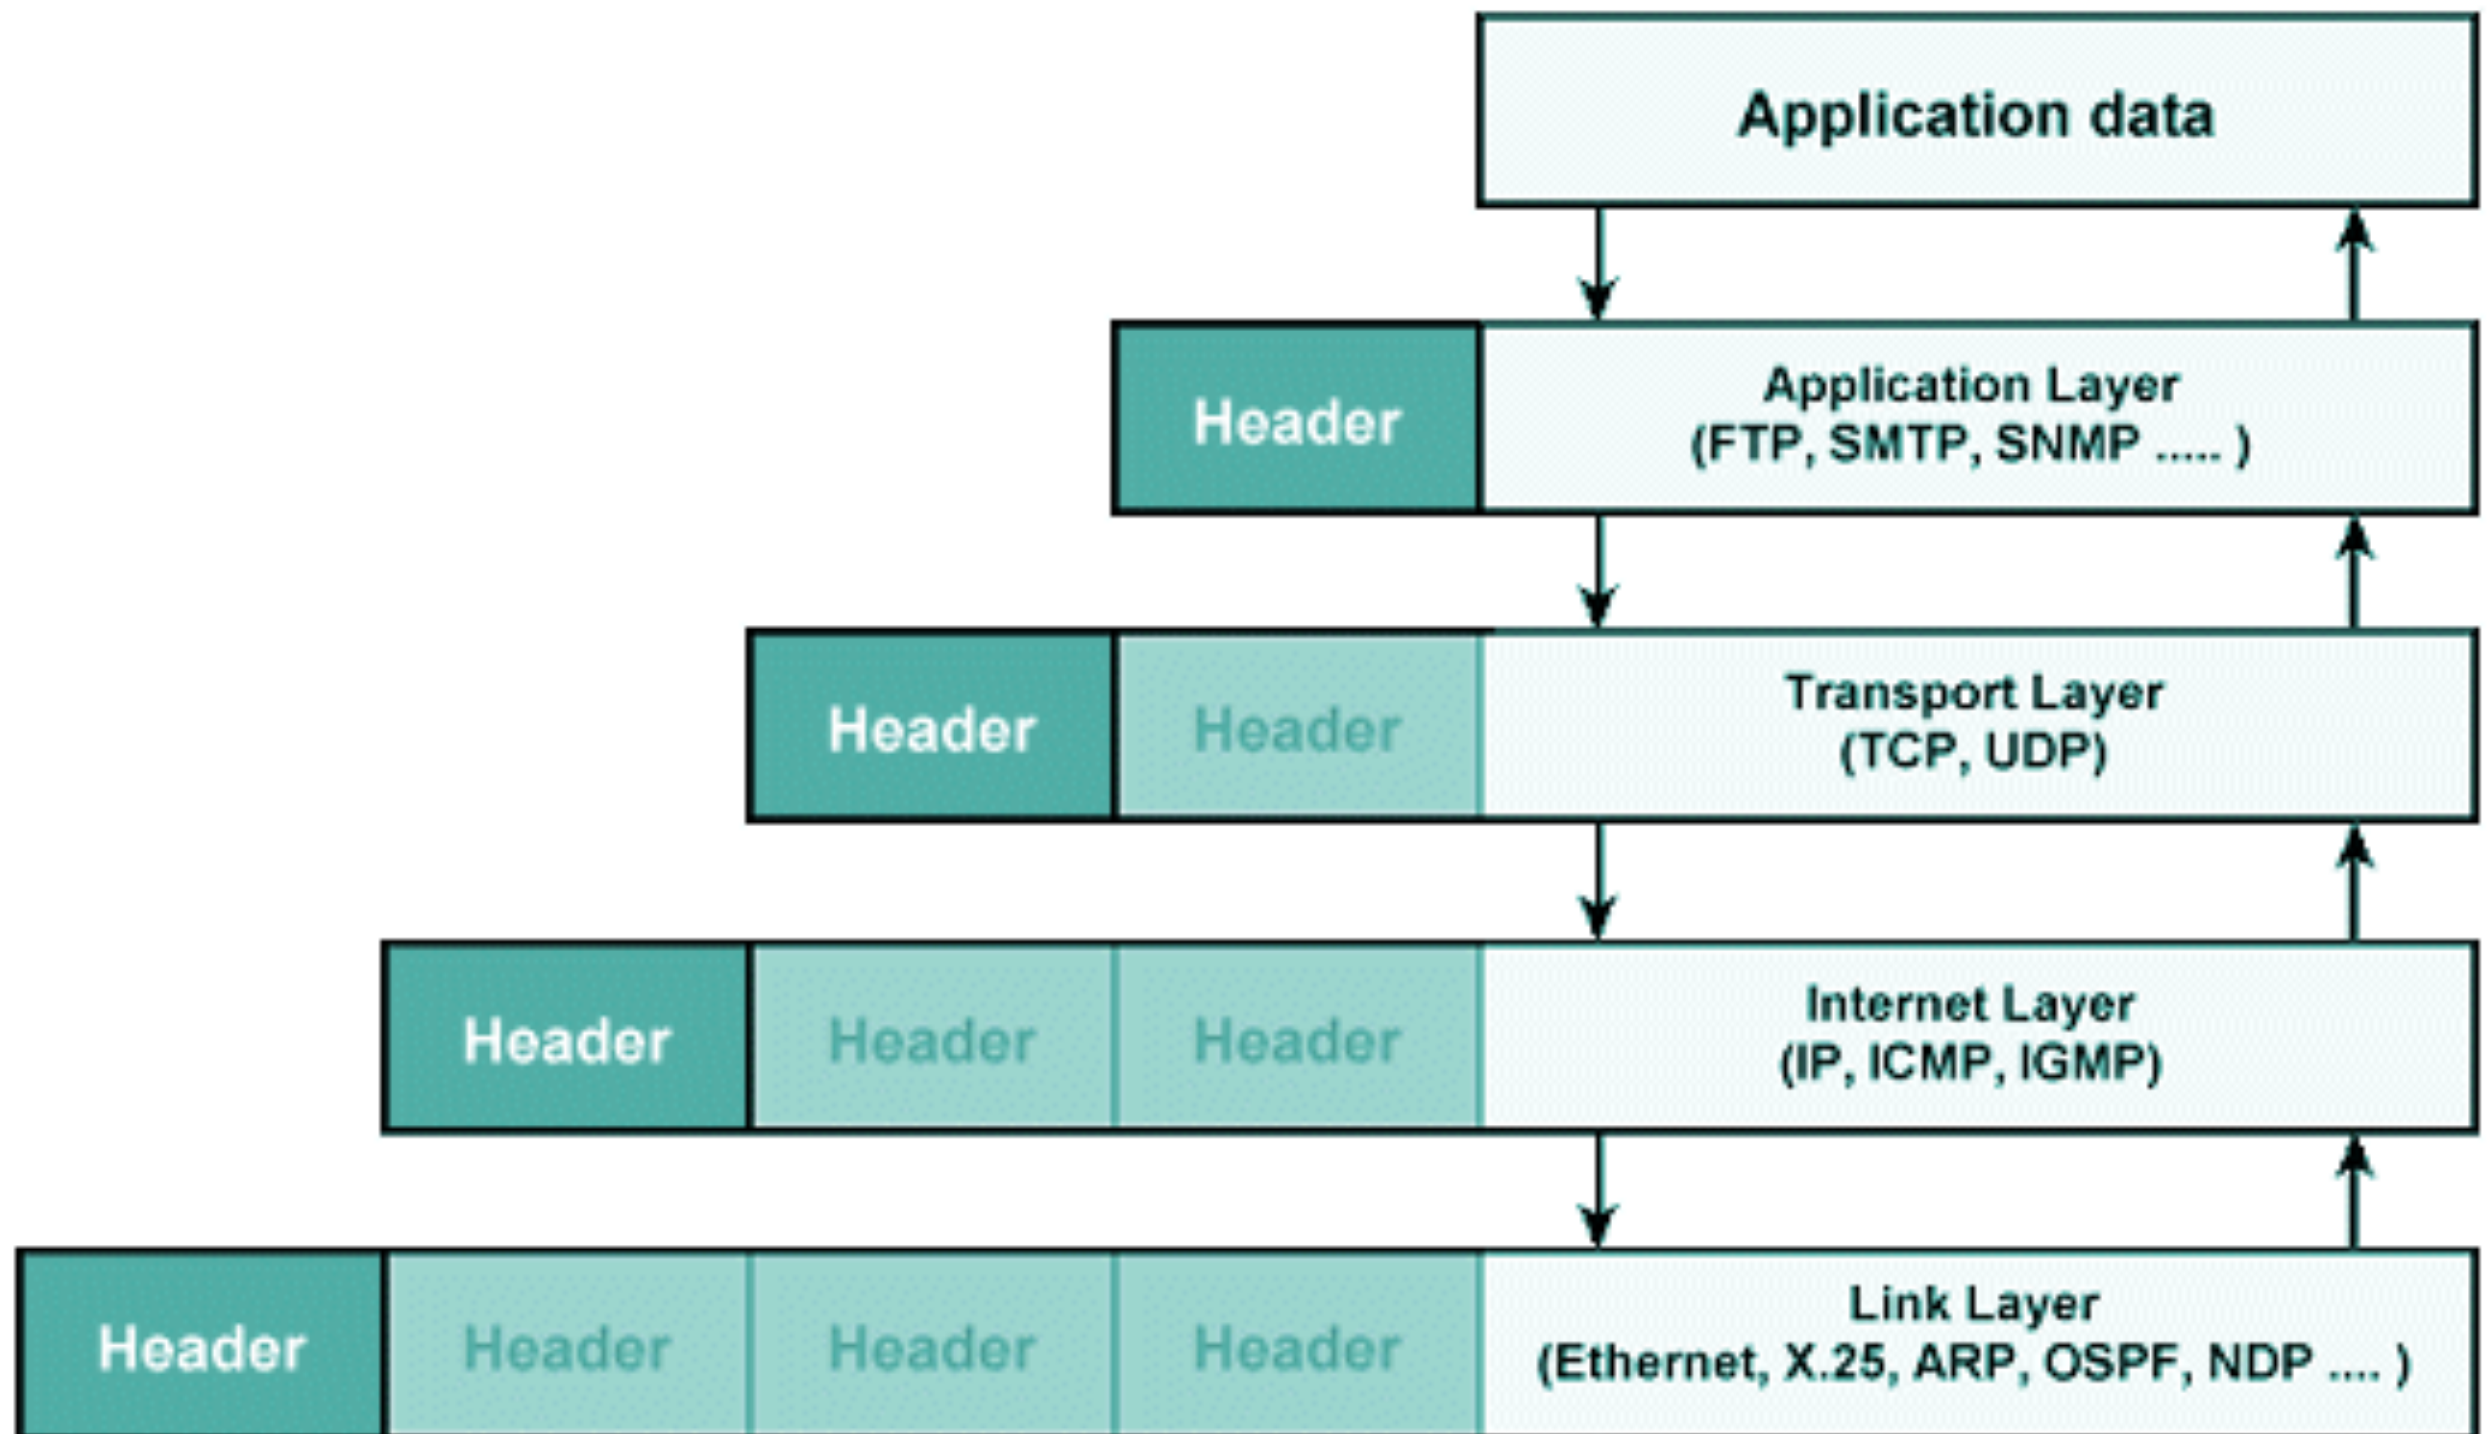 Application data
Header
Application Layer
(FTP, SMTP, SNMP ..... )
Header Header
Transport Layer
(TCP, UDP)
Header Header Header
Internet Layer
(IP, ICMP, IGMP)
Header Header Header Header
Link Layer
(Ethernet, X.25, ARP, OSPF, NDP .... )